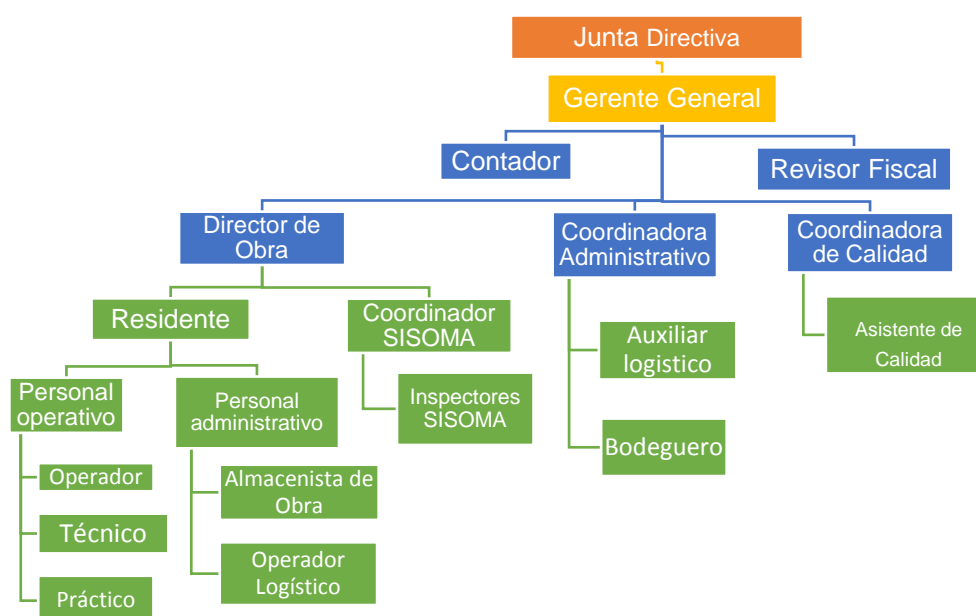 Junta Directiva
Gerente General
Contador
Revisor Fiscal
Director de
Obra
Coordinadora
Administrativo
Coordinadora
de Calidad
Residente
Coordinador
SISOMA
Auxiliar
logistico
Asistente de
Calidad
Personal
operativo
Personal
administrativo
Inspectores
SISOMA
Bodeguero
Operador
Almacenista de
Obra
Técnico
Operador
Logístico
Práctico